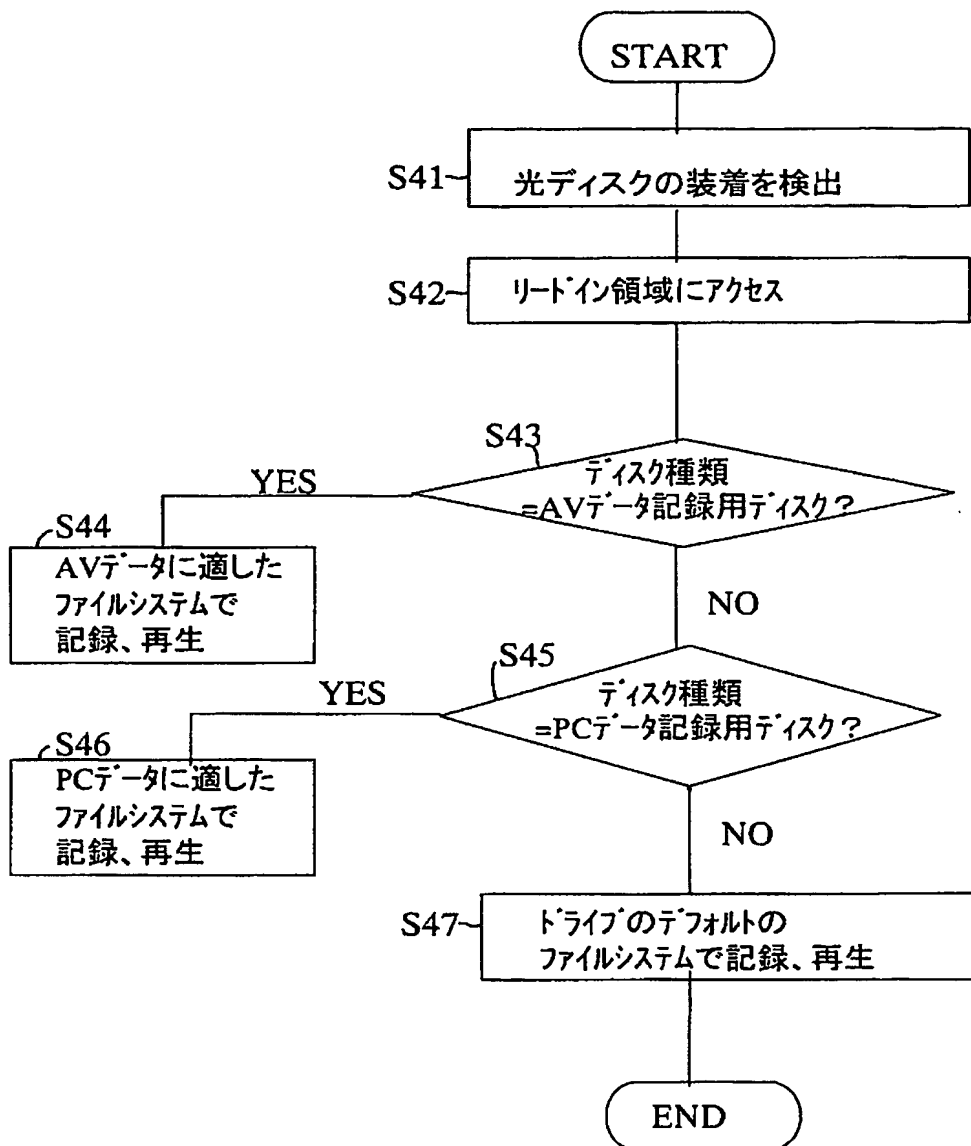 START
S41
光ディスクの装着を検出
S42
リードイン領域にアクセス
S43
ディスク種類
=AVデータ記録用ディスク?
YES
S44
AVデータに適した
ファイルシステムで
記録、再生
NO
S45
ディスク種類
=PCデータ記録用ディスク?
YES
S46
PCデータに適した
ファイルシステムで
記録、再生
NO
S47
ドライブのデフォルトの
ファイルシステムで記録、再生
END